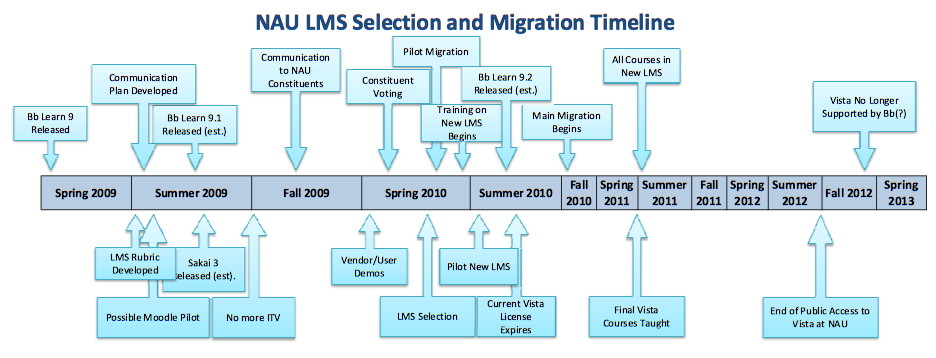 NAU LMS Selection and Migration Timeline
Bb Learn 9
Released
Communication
Plan Developed
Bb Learn 9.1
Released (est.)
Communication
to NAU
Constituents
Constituent
Voting
Pilot Migration
Training on
New LMS
Begins
Bb Learn 9.2
Released (est.)
Main Migration
Begins
All Courses in
New LMS
Vista No Longer
Supported by Bb(?)
Spring 2009
Summer 2009
Fall 2009
Spring 2010
Summer 2010
Fall
2010
Spring
2011
Summer
2011
Fall
2011
Spring
2012
Summer
2012
Fall 2012
Spring
2013
LMS Rubric
Developed
Possible Moodle Pilot
Sakai 3
Released (est).
No more ITV
Vendor/User
Demos
LMS Selection
Pilot New LMS
Current Vista
License
Expires
Final Vista
Courses Taught
End of Public Access to
Vista at NAU